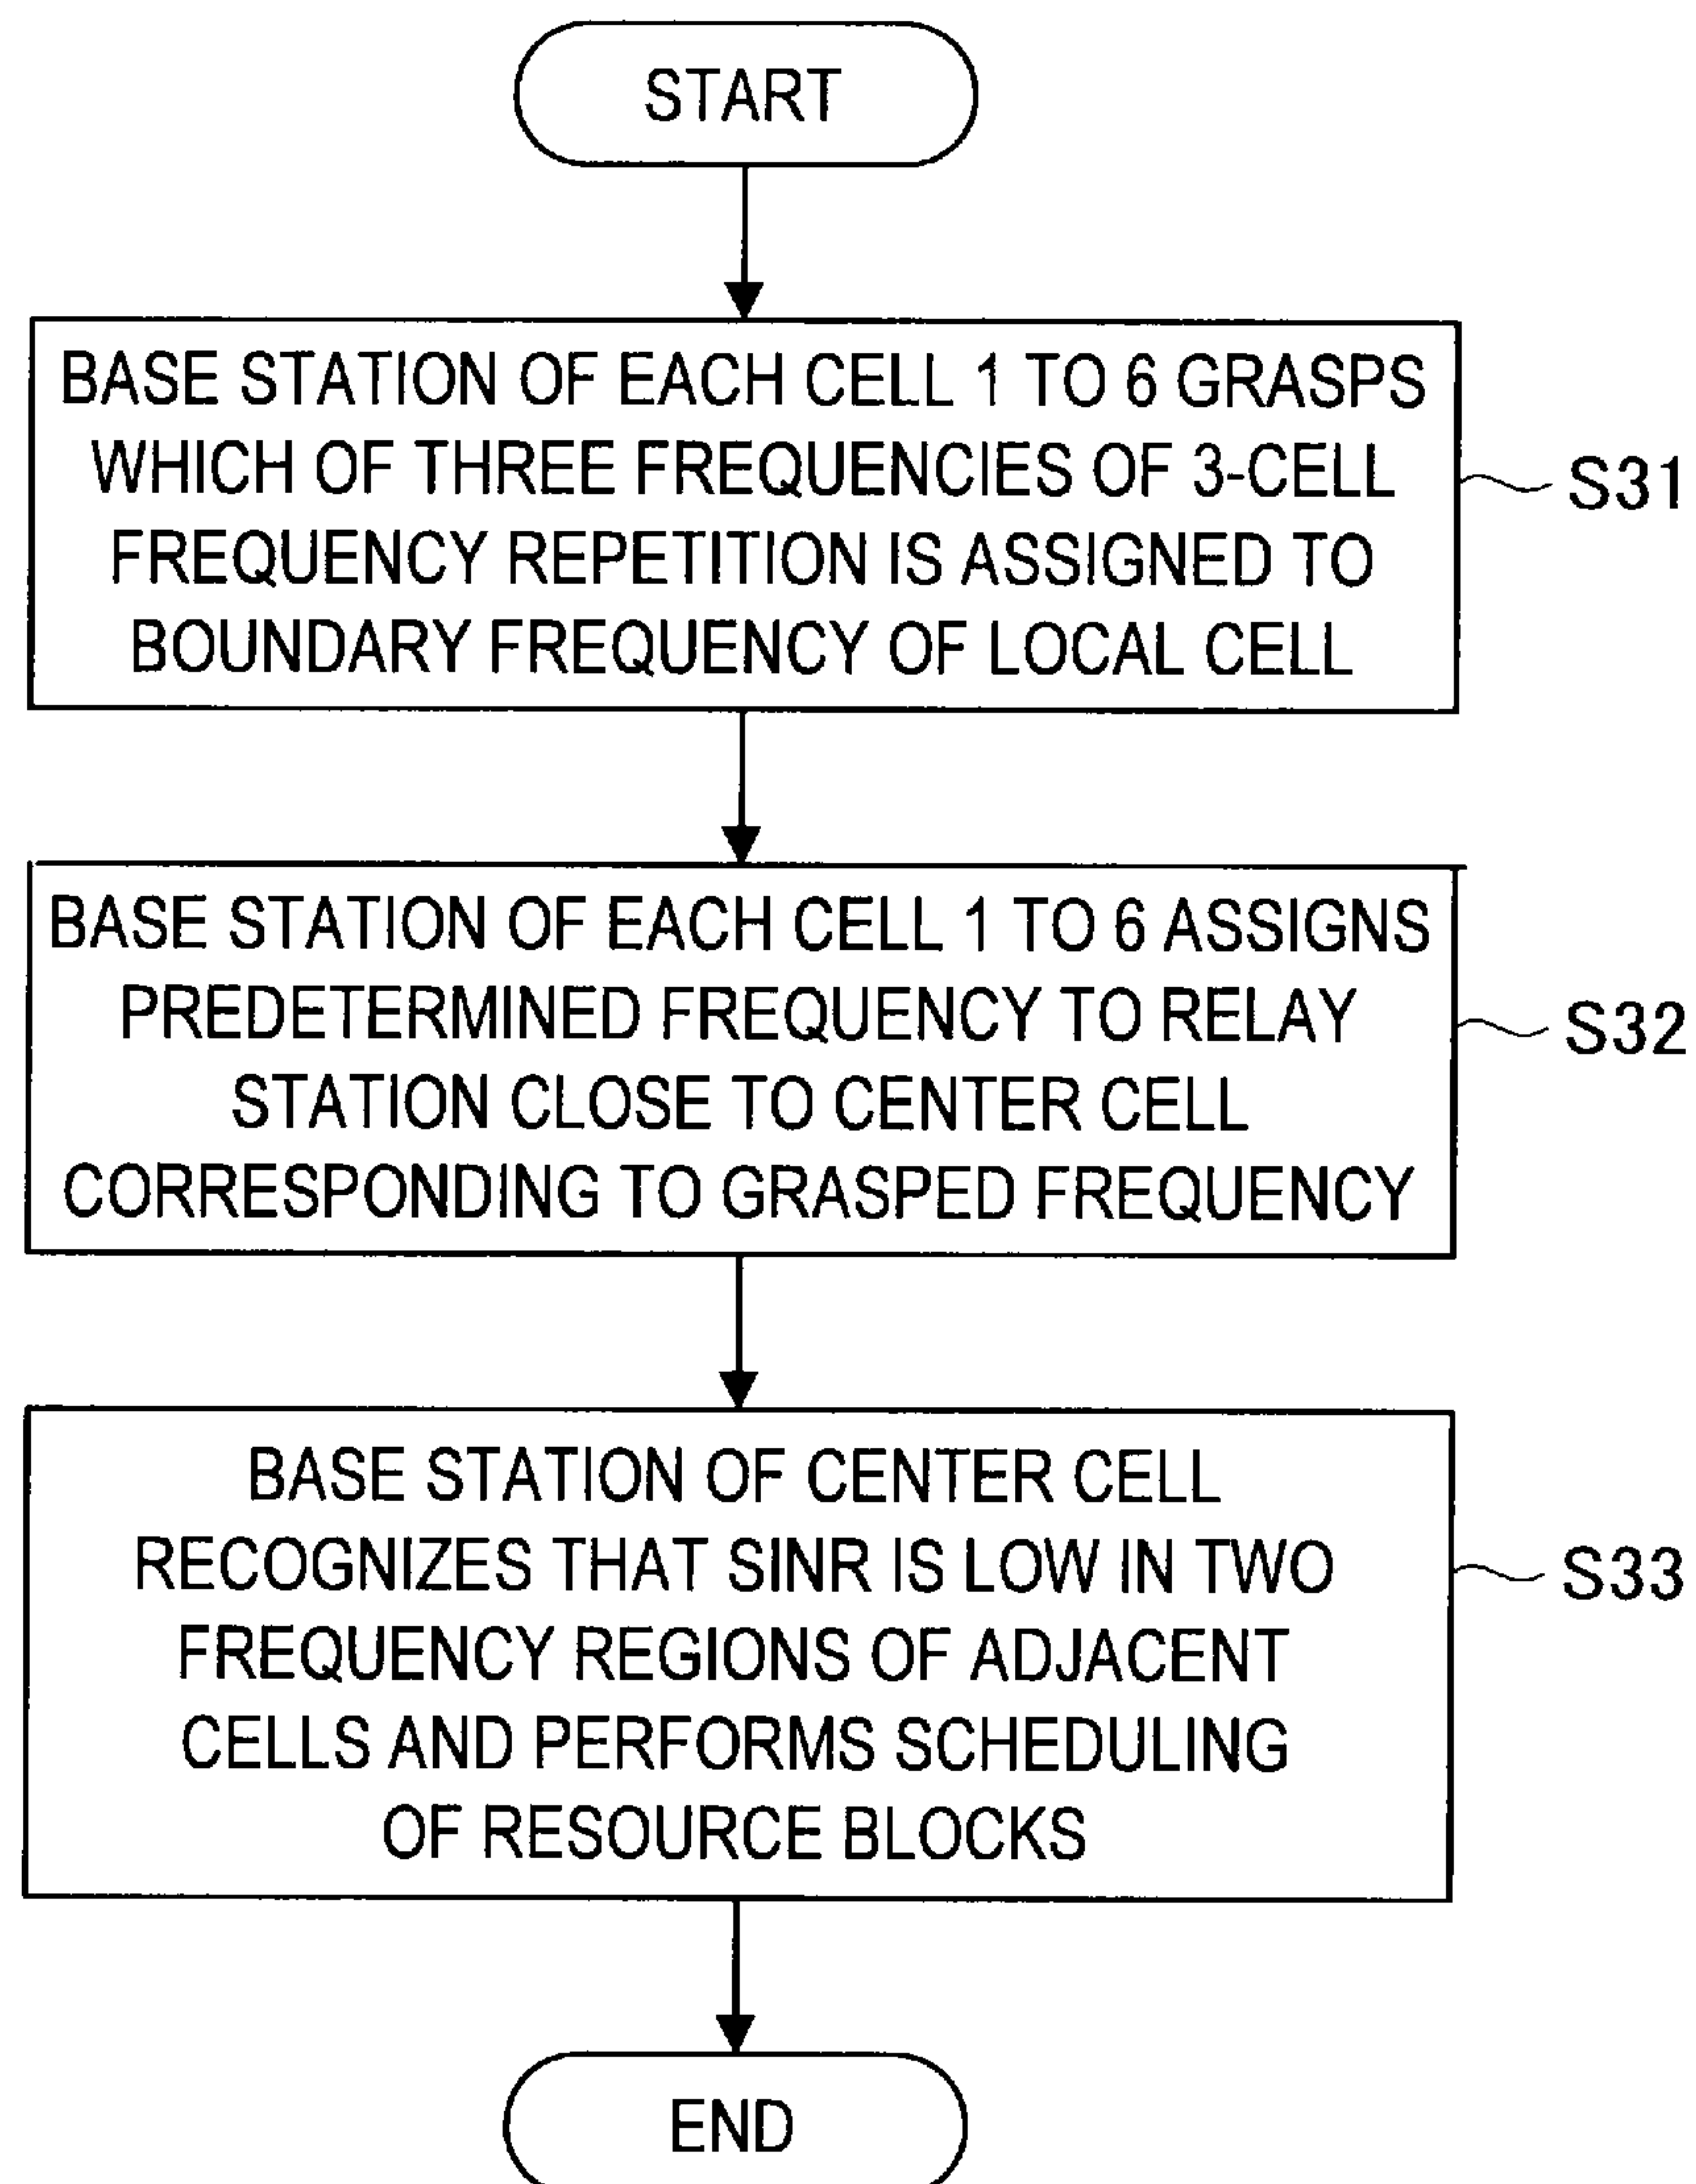 START
BASE STATION OF EACH CELL 1 TO 6 GRASPS
WHICH OF THREE FREQUENCIES OF 3-CELL
FREQUENCY REPETITION IS ASSIGNED TO
BOUNDARY FREQUENCY OF LOCAL CELL
S31
BASE STATION OF EACH CELL 1 TO 6 ASSIGNS
PREDETERMINED FREQUENCY TO RELAY
STATION CLOSE TO CENTER CELL
CORRESPONDING TO GRASPED FREQUENCY
S32
BASE STATION OF CENTER CELL
RECOGNIZES THAT SINR IS LOW IN TWO
FREQUENCY REGIONS OF ADJACENT
CELLS AND PERFORMS SCHEDULING
OF RESOURCE BLOCKS
S33
END